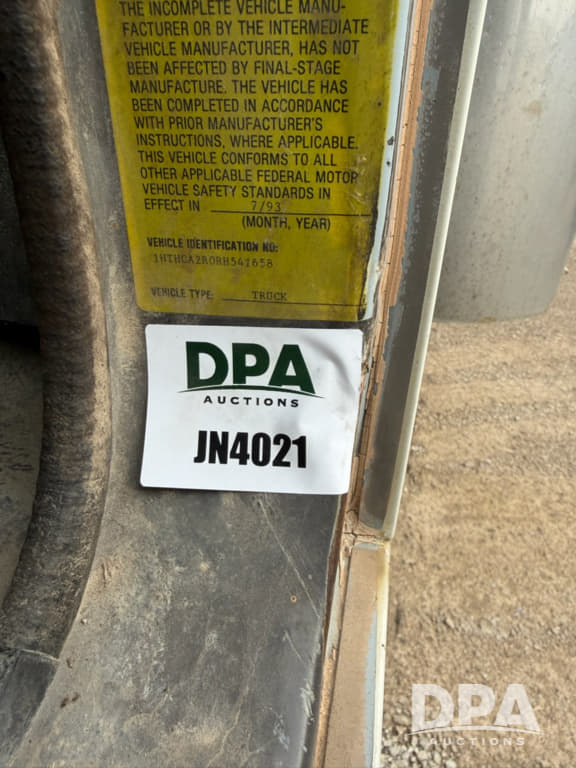 THE INCOMPLETE VEHICLE MANU-
FACTURER OR BY THE INTERMEDIATE
VEHICLE MANUFACTURER, HAS NOT
BEEN AFFECTED BY FINAL-STAGE
MANUFACTURE. THE VEHICLE HAS
BEEN COMPLETED IN ACCORDANCE
WITH PRIOR MANUFACTURER'S
INSTRUCTIONS, WHERE APPLICABLE.
THIS VEHICLE CONFORMS TO ALL
OTHER APPLICABLE FEDERAL MOTOR
VEHICLE SAFETY STANDARDS IN
EFFECT IN 7/93
(MONTH, YEAR)
VEHICLE IDENTIFICATION NO:
1HTHCA2R0RH541658
VEHICLE TYPE: TRUCK
DPA
AUCTIONS
JN4021
DPA
AUCTIONS